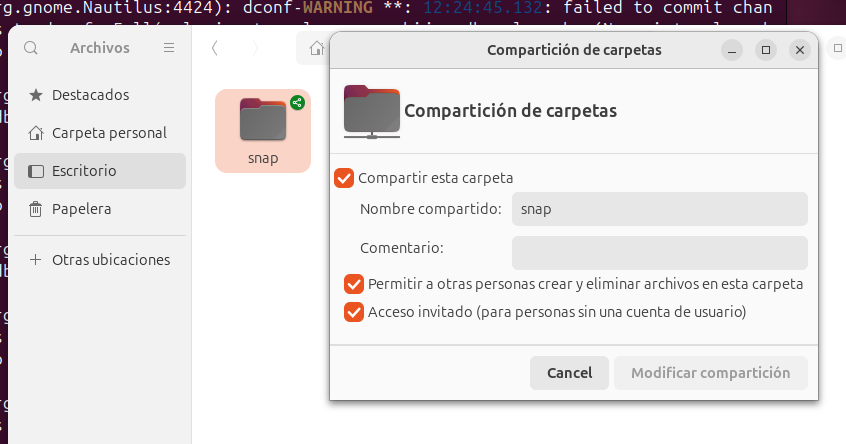 rg.gnome.Nautilus:4424): dconf-WARNING **: 12:24:45.132: failed to commit chan
Archivos
Compartición de carpetas
Destacados
Carpeta personal
Escritorio
Papelera
Otras ubicaciones
snap
Compartición de carpetas
Compartir esta carpeta
Nombre compartido:
snap
Comentario:
Permitir a otras personas crear y eliminar archivos en esta carpeta
Acceso invitado (para personas sin una cuenta de usuario)
Cancel
Modificar compartición